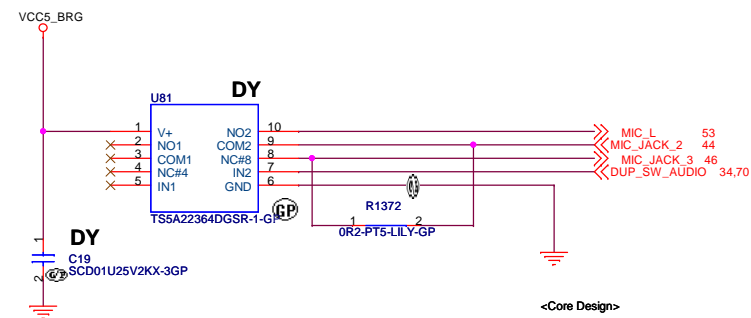 VCC5_BRG
DY
U81
1 V+ NO2 10 MIC_L 53
2 NO1 COM2 9 MIC_JACK_2 44
3 COM1 NC#8 8 MIC_JACK_3 46
4 NC#4 IN2 7 DUP_SW_AUDIO 34,70
5 IN1 GND 6
R1372
TS5A22364DGSR-1-GP
GP
1 2
0R2-PT5-LILY-GP
1
DY
C19
SCD01U25V2KX-3GP
2
<Core Design>